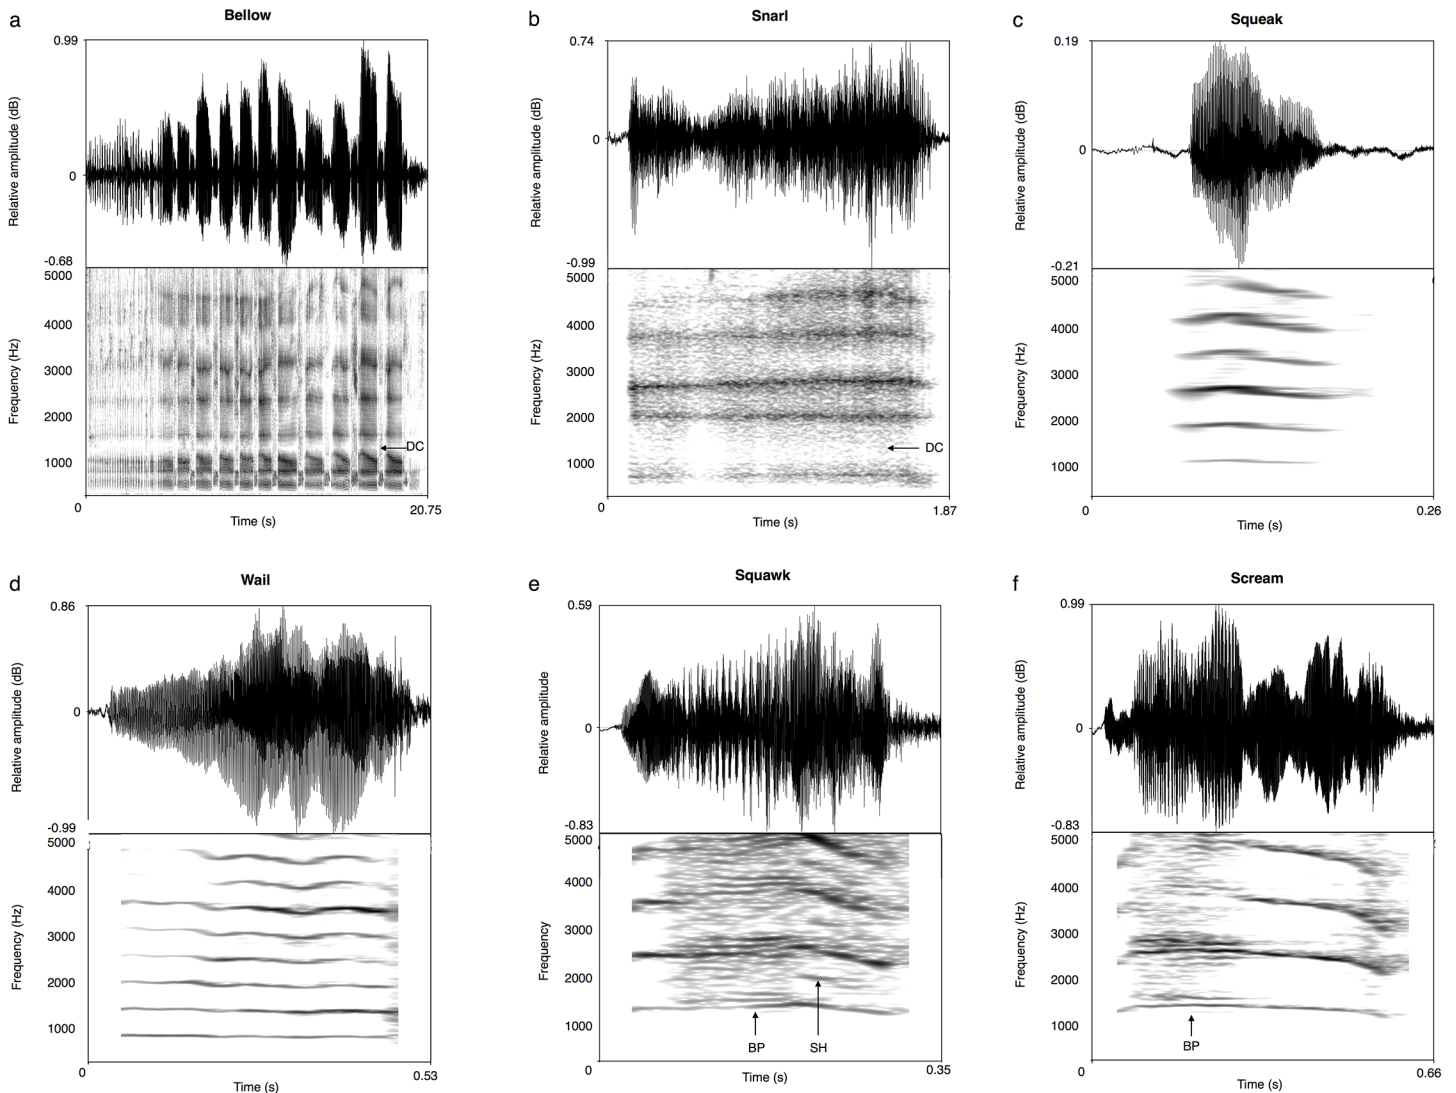 a
Bellow
0.99
Relative amplitude (dB)
0
-0.68
5000
4000
3000
2000
1000
Frequency (Hz)
DC
0
20.75
Time (s)
b
Snarl
0.74
Relative amplitude (dB)
0
-0.99
5000
4000
3000
2000
1000
Frequency (Hz)
DC
0
1.87
Time (s)
c
Squeak
0.19
Relative amplitude (dB)
0
-0.21
5000
4000
3000
2000
1000
Frequency (Hz)
0
0.26
Time (s)
d
Wail
0.86
Relative amplitude (dB)
0
-0.99
5000
4000
3000
2000
1000
Frequency (Hz)
0
0.53
Time (s)
e
Squawk
0.59
Relative amplitude
0
-0.83
5000
4000
3000
2000
1000
Frequency
BP
SH
0
0.35
Time (s)
f
Scream
0.99
Relative amplitude (dB)
0
-0.83
5000
4000
3000
2000
1000
Frequency (Hz)
BP
0
0.66
Time (s)